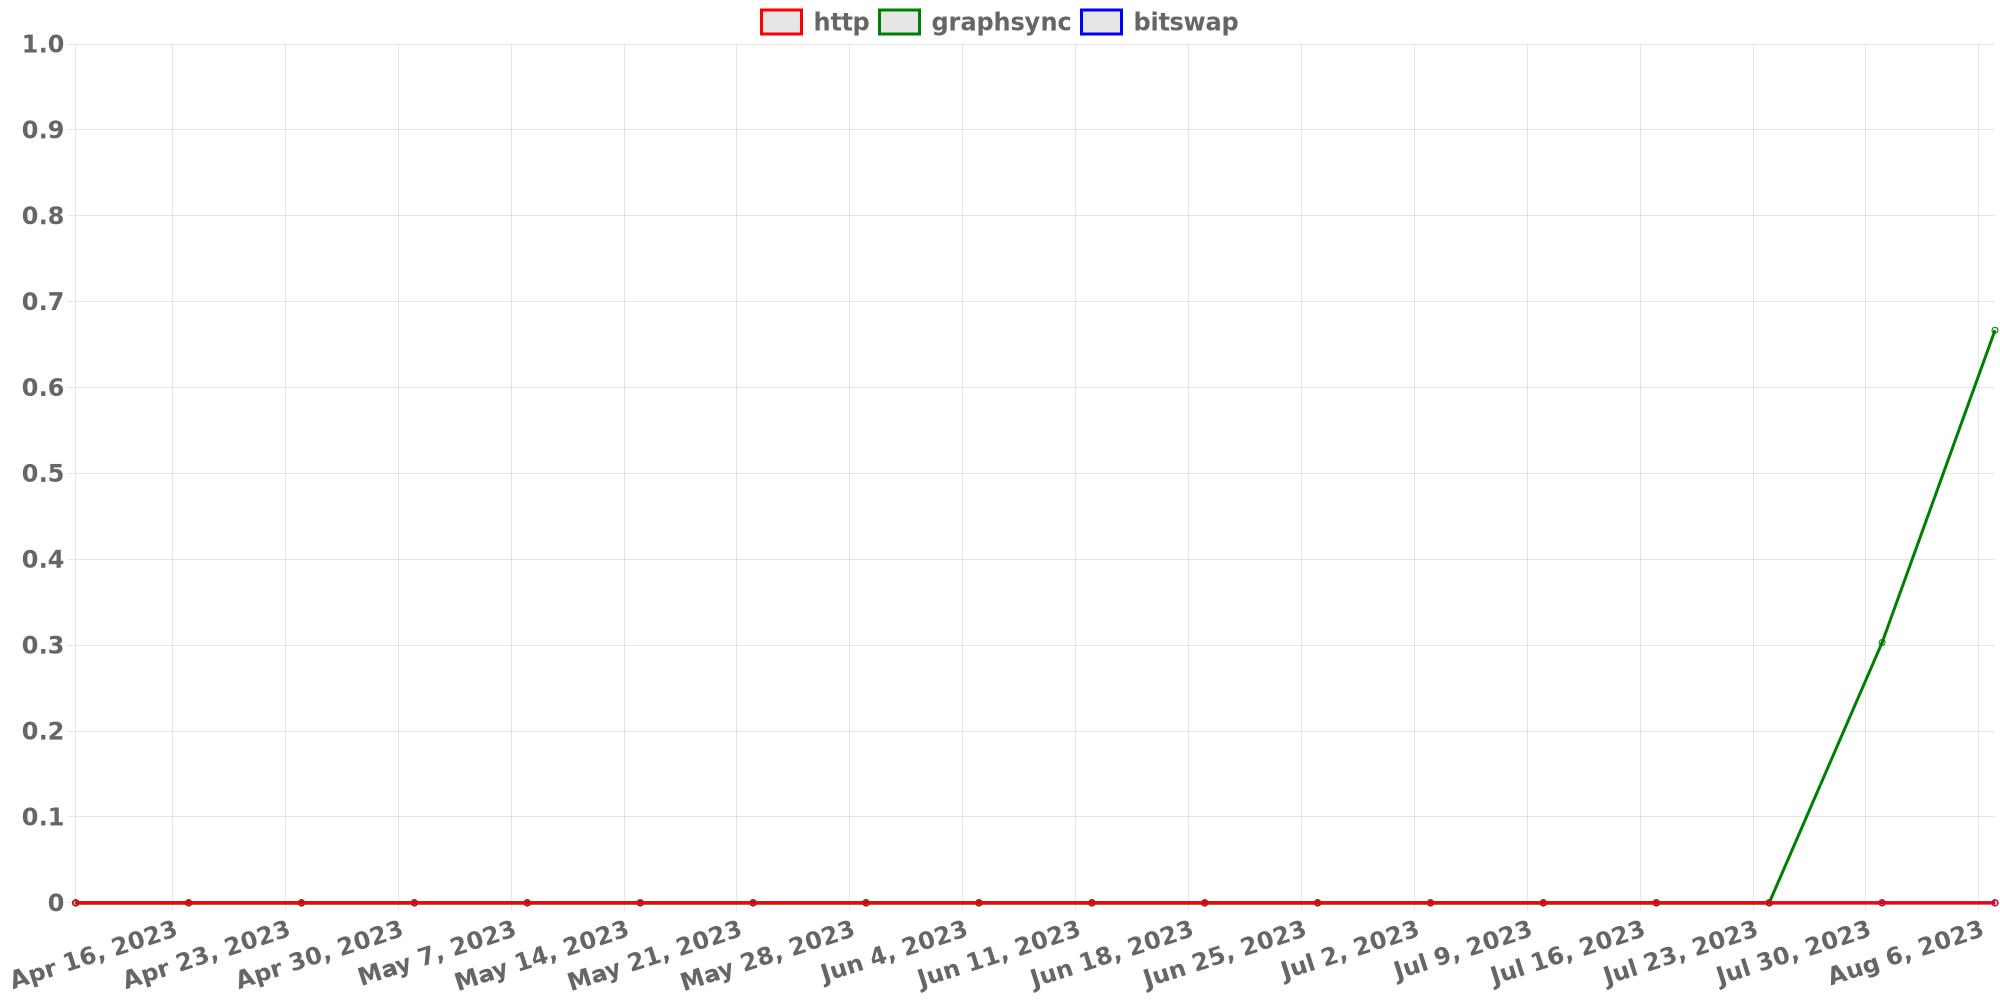 http graphsync bitswap
1.0
0.9
0.8
0.7
0.6
0.5
0.4
0.3
0.2
0.1
0
Apr 16, 2023
Apr 23, 2023
Apr 30, 2023
May 7, 2023
May 14, 2023
May 21, 2023
May 28, 2023
Jun 4, 2023
Jun 11, 2023
Jun 18, 2023
Jun 25, 2023
Jul 2, 2023
Jul 9, 2023
Jul 16, 2023
Jul 23, 2023
Jul 30, 2023
Aug 6, 2023